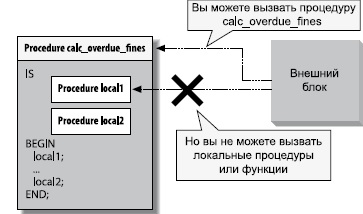 Вы можете вызвать процедуру
calc_overdue_fines
Procedure calc_overdue_fines
IS
Procedure local1
Procedure local2
BEGIN
local1;
...
local2;
END;
Внешний
блок
Но вы не можете вызвать
локальные процедуры
или функции